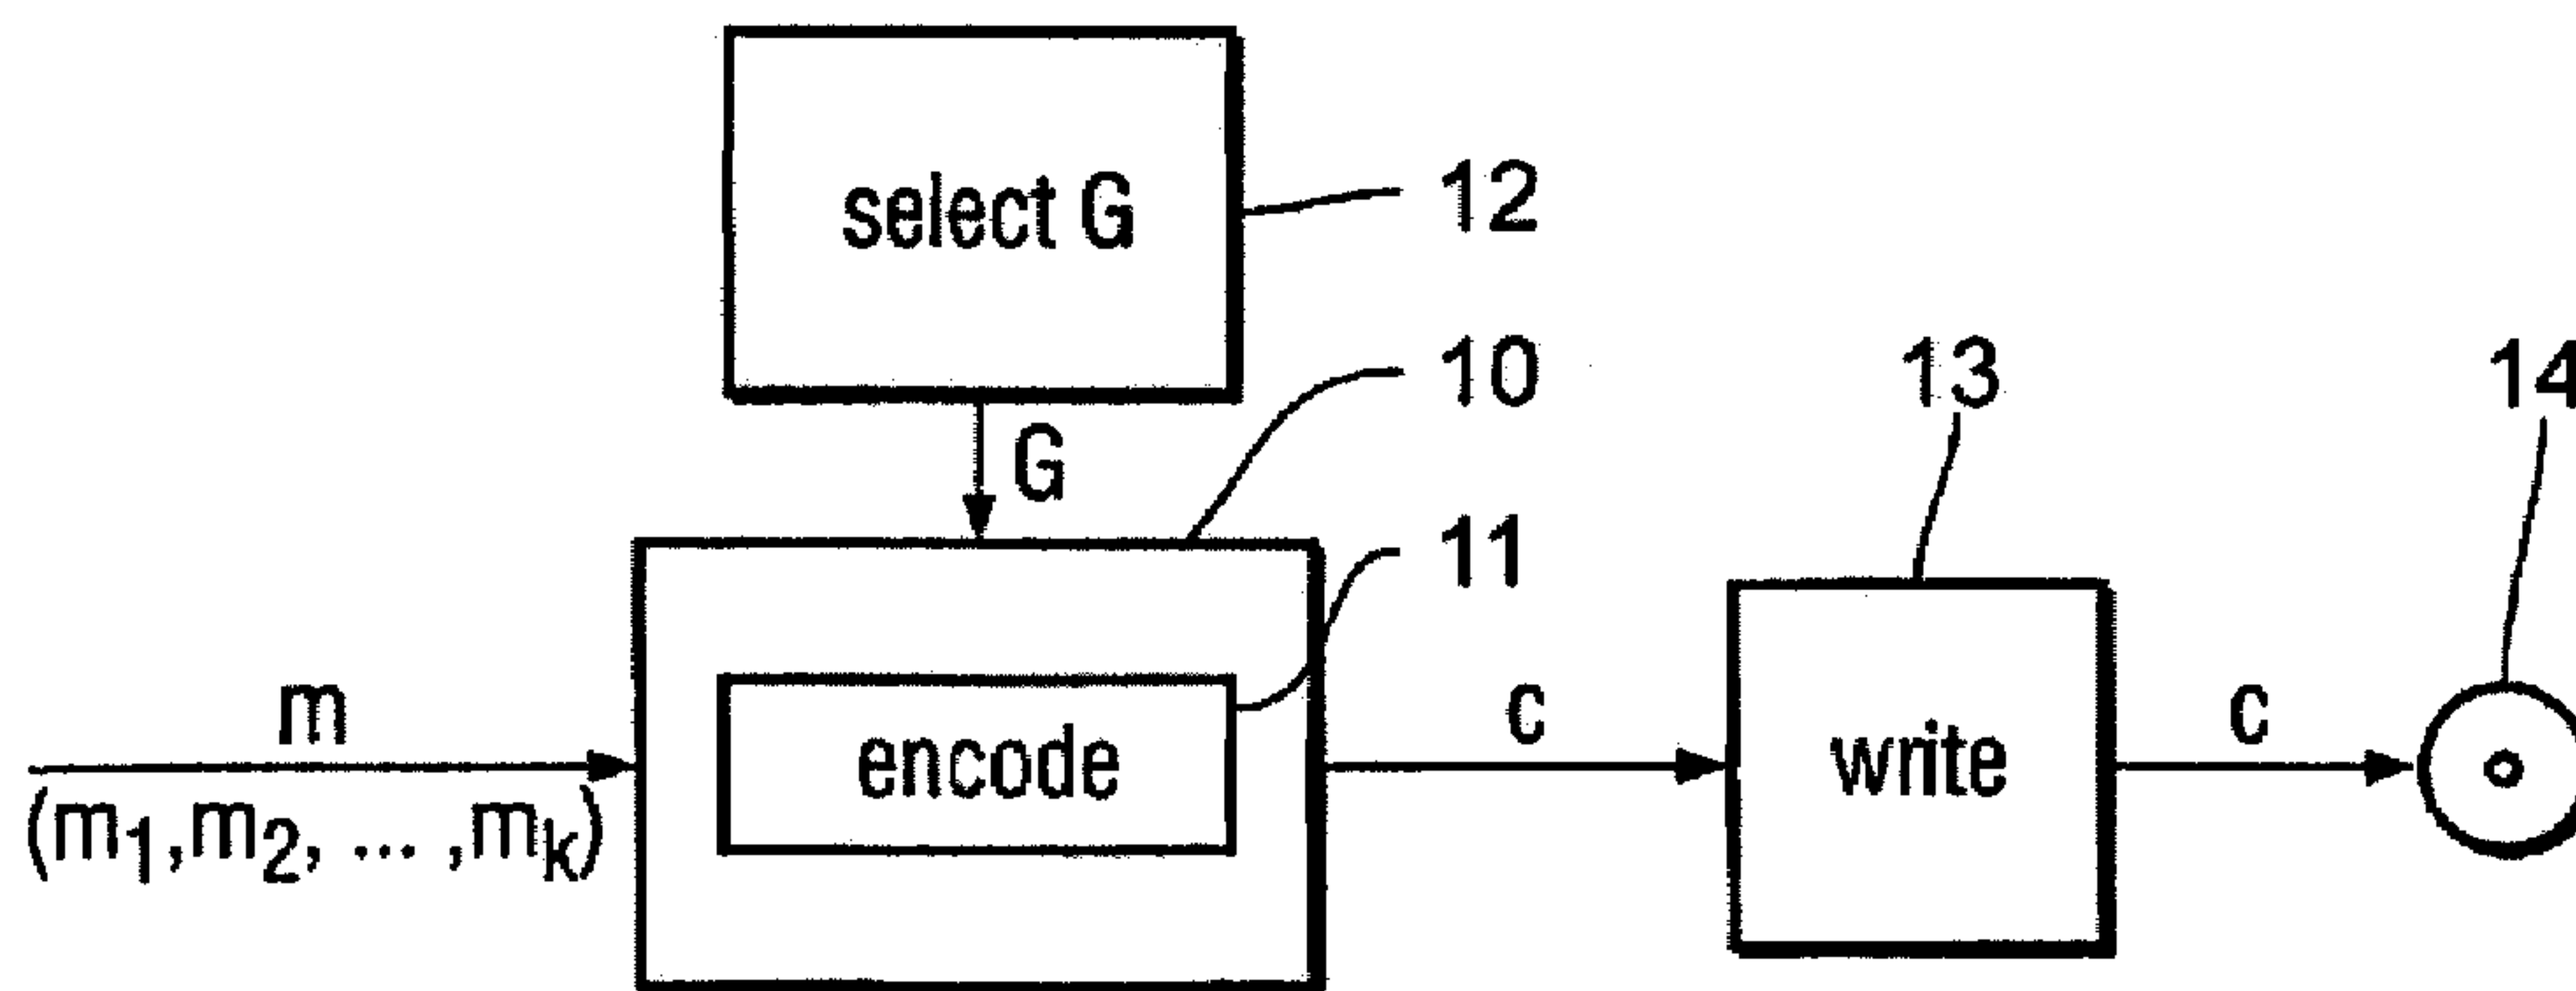 select G
12
G
10
13
14
11
m
(m1,m2, ... ,mk)
encode
c
write
c